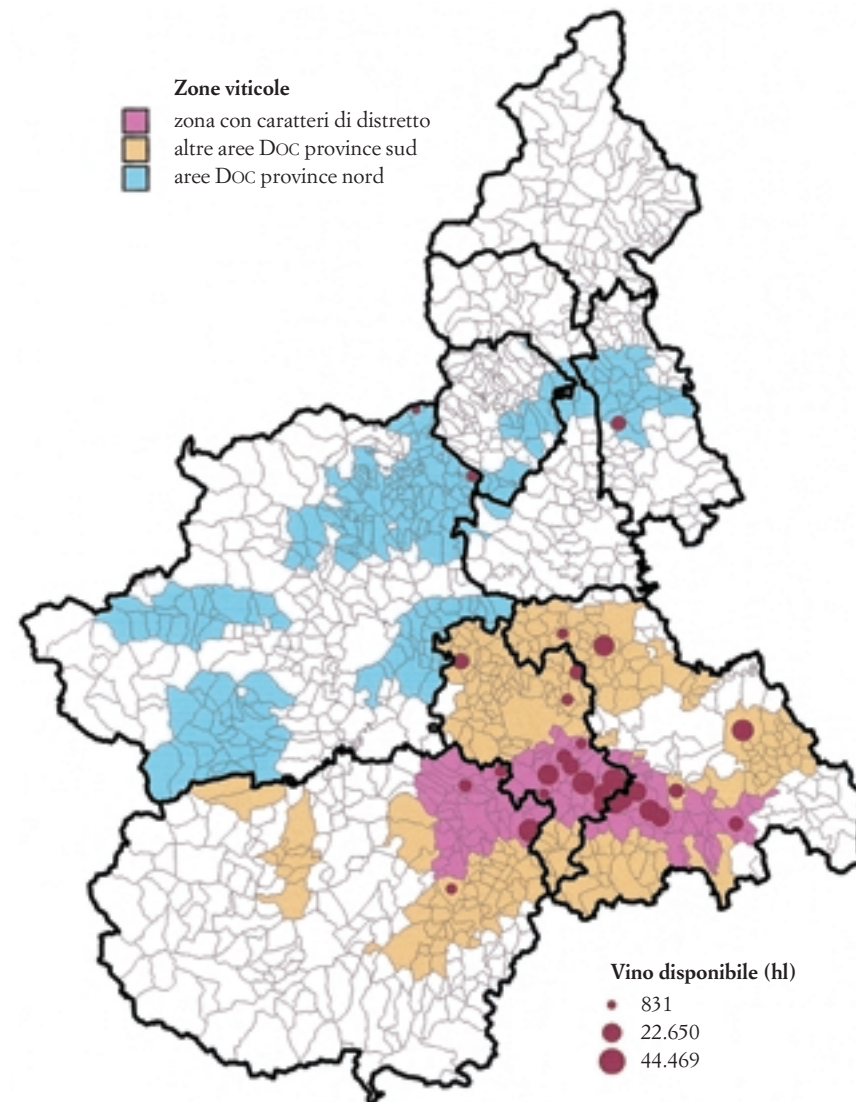 Zone viticole
zona con caratteri di distretto
altre aree DOC province sud
aree DOC province nord
Vino disponibile (hl)
831
22.650
44.469